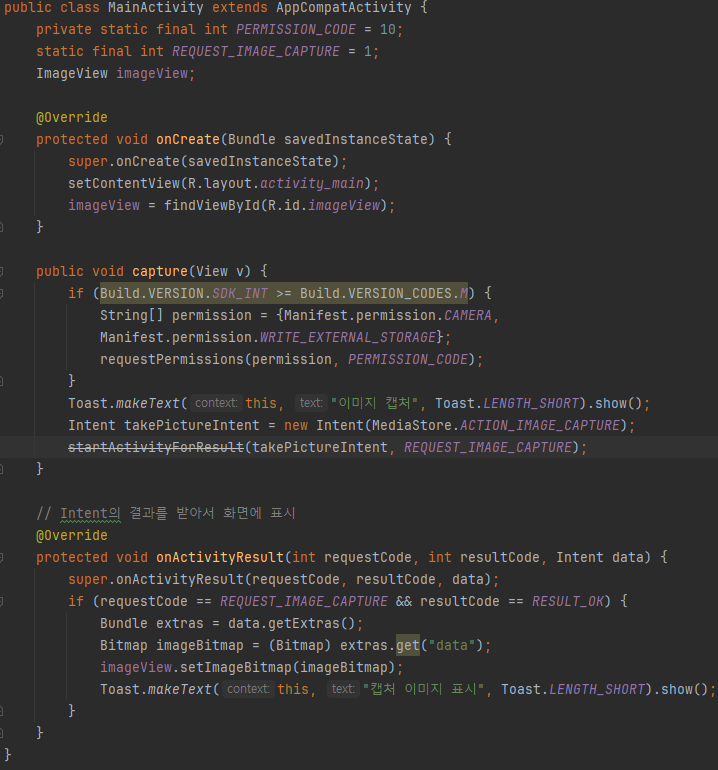 public class MainActivity extends AppCompatActivity {
    private static final int PERMISSION_CODE = 10;
    static final int REQUEST_IMAGE_CAPTURE = 1;
    ImageView imageView;

    @Override
    protected void onCreate(Bundle savedInstanceState) {
        super.onCreate(savedInstanceState);
        setContentView(R.layout.activity_main);
        imageView = findViewById(R.id.imageView);
    }

    public void capture(View v) {
        if (Build.VERSION.SDK_INT >= Build.VERSION_CODES.M) {
            String[] permission = {Manifest.permission.CAMERA,
            Manifest.permission.WRITE_EXTERNAL_STORAGE};
            requestPermissions(permission, PERMISSION_CODE);
        }
        Toast.makeText( context: this, text: "이미지 캡처", Toast.LENGTH_SHORT).show();
        Intent takePictureIntent = new Intent(MediaStore.ACTION_IMAGE_CAPTURE);
        startActivityForResult(takePictureIntent, REQUEST_IMAGE_CAPTURE);
    }

    // Intent의 결과를 받아서 화면에 표시
    @Override
    protected void onActivityResult(int requestCode, int resultCode, Intent data) {
        super.onActivityResult(requestCode, resultCode, data);
        if (requestCode == REQUEST_IMAGE_CAPTURE && resultCode == RESULT_OK) {
            Bundle extras = data.getExtras();
            Bitmap imageBitmap = (Bitmap) extras.get("data");
            imageView.setImageBitmap(imageBitmap);
            Toast.makeText( context: this, text: "캡처 이미지 표시", Toast.LENGTH_SHORT).show();
        }
    }
}